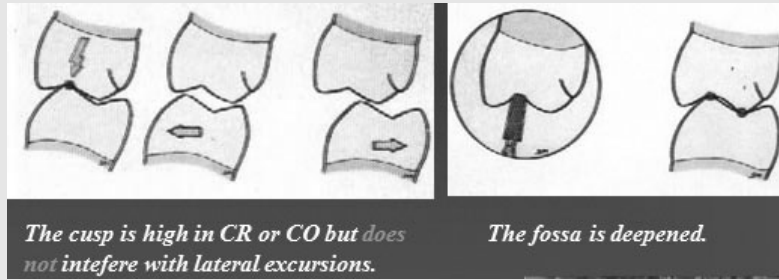 The cusp is high in CR or CO but does
not intefere with lateral excursions.
The fossa is deepened.